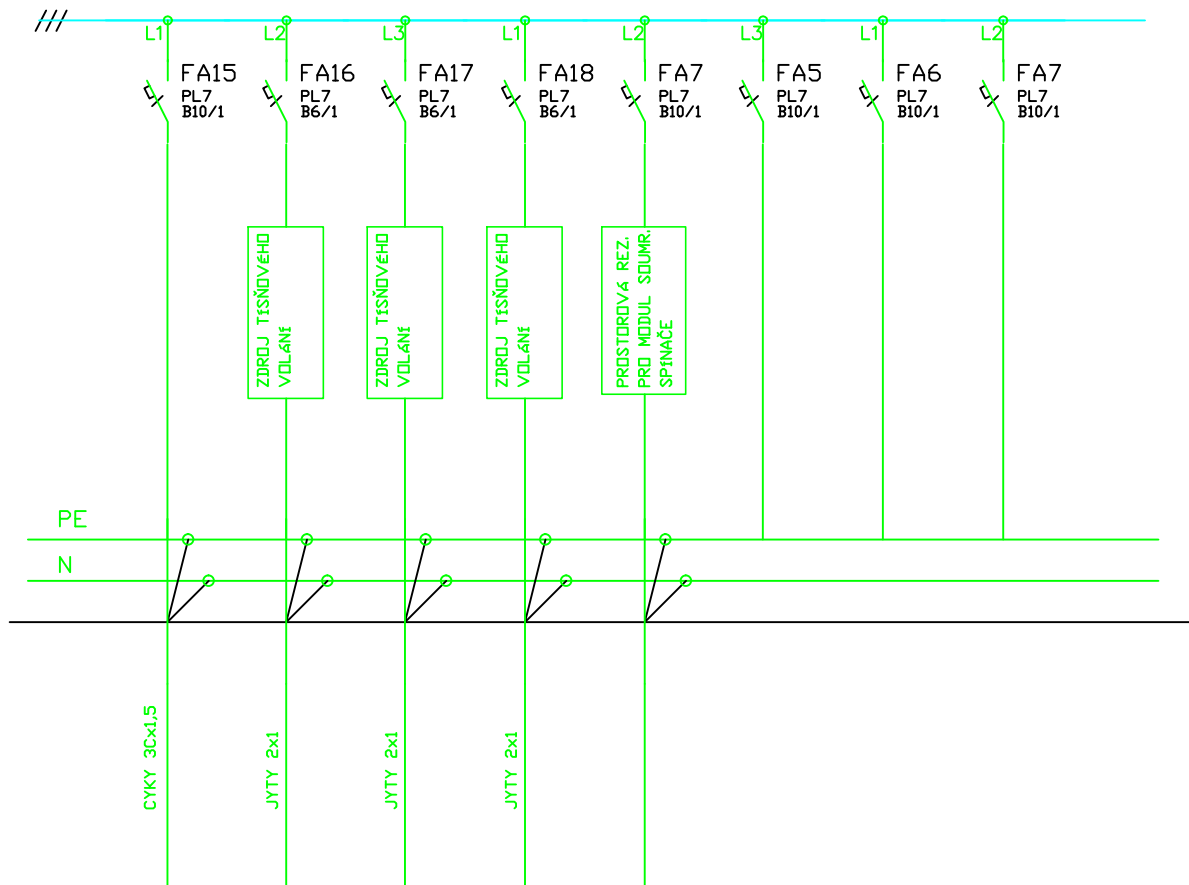 L1
L2
L3
L1
L2
L3
L1
L2
FA15
PL7
B10/1
FA16
PL7
B6/1
FA17
PL7
B6/1
FA18
PL7
B6/1
FA7
PL7
B10/1
FA5
PL7
B10/1
FA6
PL7
B10/1
FA7
PL7
B10/1
ZDROJ TÍSŇOVÉHO
VOLÁNÍ
ZDROJ TÍSŇOVÉHO
VOLÁNÍ
ZDROJ TÍSŇOVÉHO
VOLÁNÍ
PROSTOROVÁ REZ.
PRO MODUL SOUMR.
SPÍNAČE
PE
N
CYKY 3Cx1,5
JYTY 2x1
JYTY 2x1
JYTY 2x1